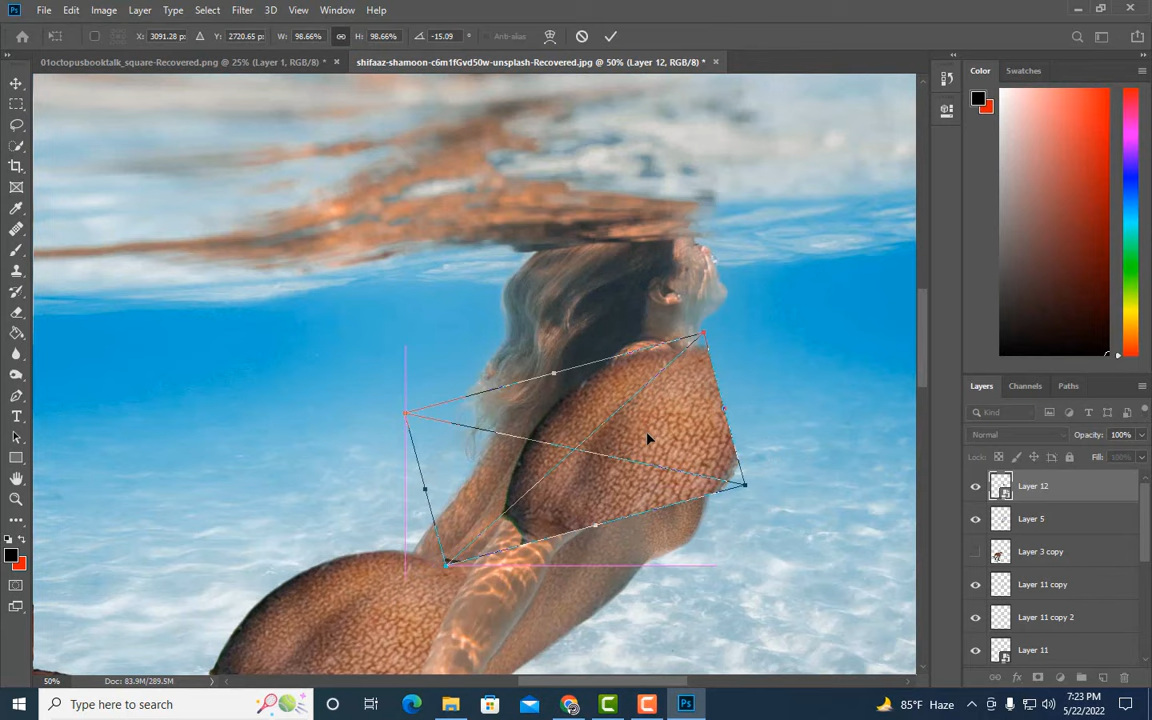 Ps File Edit Image Layer Type Select Filter 3D View Window Help
X: 3091.28 px Y: 2720.65 px W: 98.66% H: 98.66% -15.09 ° Anti-alias
01octopusbooktalk_square-Recovered.png @ 25% (Layer 1, RGB/8) * × shifaaz-shamoon-c6m1fGvd50w-unsplash-Recovered.jpg @ 50% (Layer 12, RGB/8) * ×
Color Swatches
Layers Channels Paths
Kind
Normal Opacity: 100%
Lock: Fill: 100%
Layer 12
Layer 5
Layer 3 copy
Layer 11 copy
Layer 11 copy 2
Layer 11
50% Doc: 83.9M/289.5M
Type here to search
85°F Haze
7:23 PM
5/22/2022